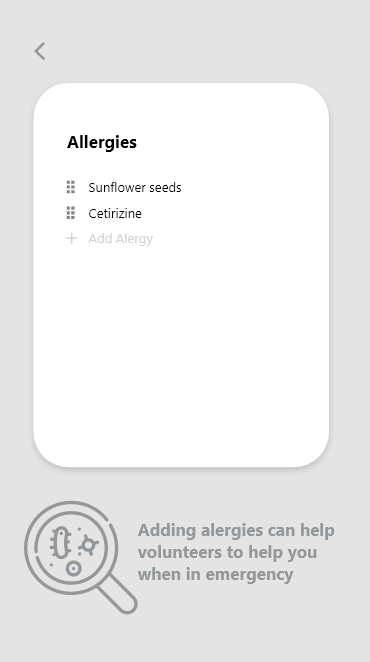 Allergies
Sunflower seeds
Cetirizine
Add Alergy
Adding alergies can help
volunteers to help you
when in emergency